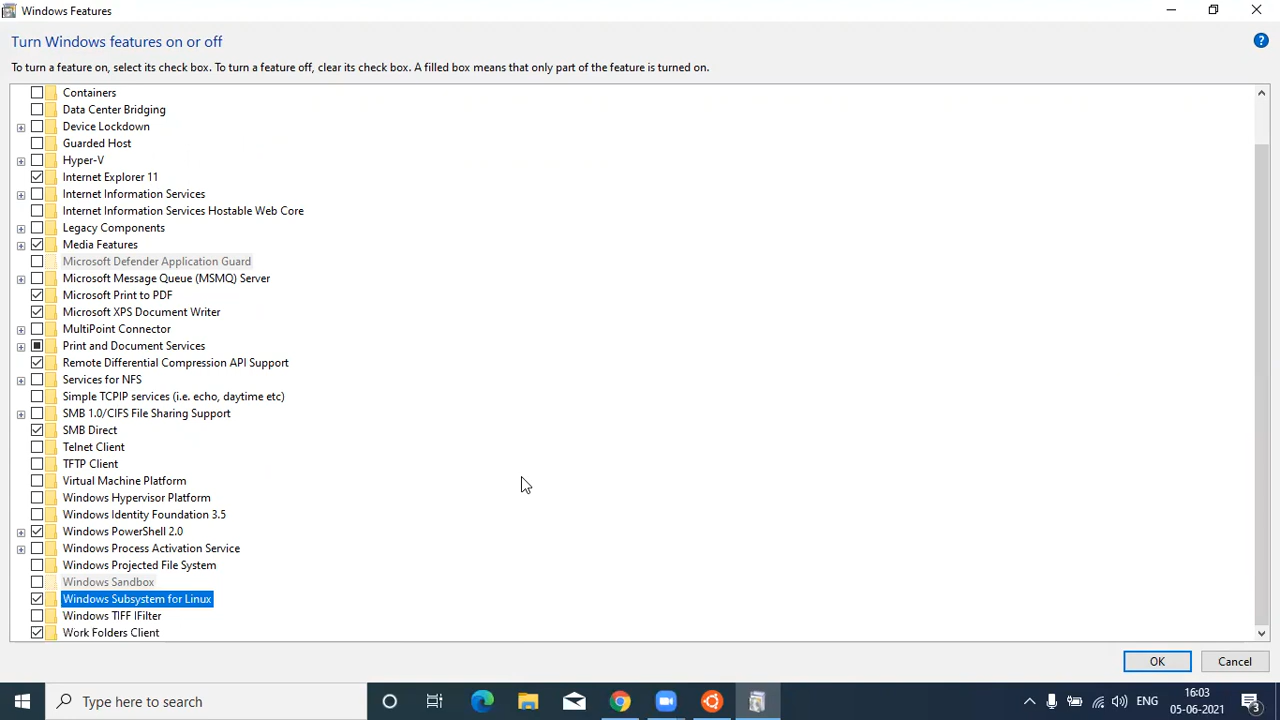 Windows Features
Turn Windows features on or off
To turn a feature on, select its check box. To turn a feature off, clear its check box. A filled box means that only part of the feature is turned on.
Containers
Data Center Bridging
Device Lockdown
Guarded Host
Hyper-V
Internet Explorer 11
Internet Information Services
Internet Information Services Hostable Web Core
Legacy Components
Media Features
Microsoft Defender Application Guard
Microsoft Message Queue (MSMQ) Server
Microsoft Print to PDF
Microsoft XPS Document Writer
MultiPoint Connector
Print and Document Services
Remote Differential Compression API Support
Services for NFS
Simple TCPIP services (i.e. echo, daytime etc)
SMB 1.0/CIFS File Sharing Support
SMB Direct
Telnet Client
TFTP Client
Virtual Machine Platform
Windows Hypervisor Platform
Windows Identity Foundation 3.5
Windows PowerShell 2.0
Windows Process Activation Service
Windows Projected File System
Windows Sandbox
Windows Subsystem for Linux
Windows TIFF IFilter
Work Folders Client
OK Cancel
Type here to search
ENG
16:03
05-06-2021
3